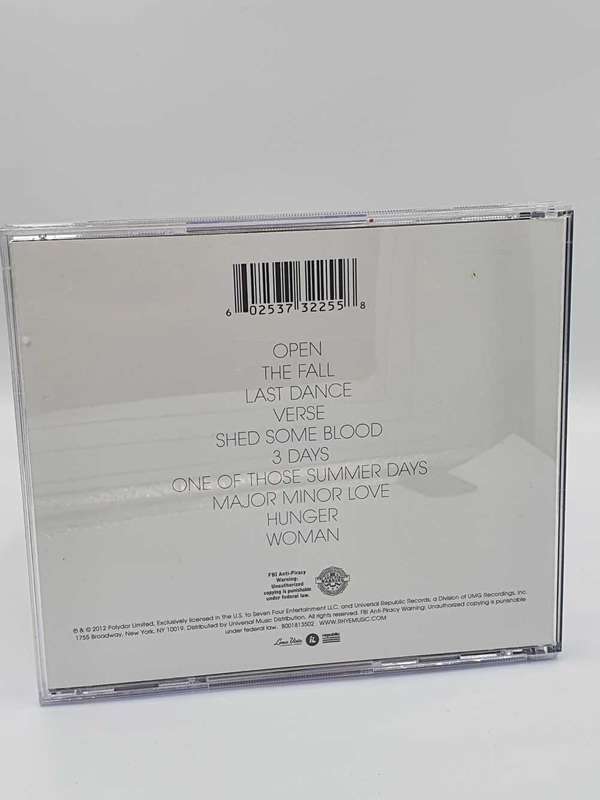 6 02537 32255 8
OPEN
THE FALL
LAST DANCE
VERSE
SHED SOME BLOOD
3 DAYS
ONE OF THOSE SUMMER DAYS
MAJOR MINOR LOVE
HUNGER
WOMAN
FBI Anti-Piracy
Warning:
Unauthorized
copying is punishable
under federal law.
℗ & © 2012 Polydor Limited, Exclusively licensed in the U.S. to Seven Four Entertainment LLC, and Universal Republic Records, a Division of UMG Recordings, Inc.
1755 Broadway, New York, NY 10019. Distributed by Universal Music Distribution. All rights reserved. FBI Anti-Piracy Warning: Unauthorized copying is punishable
under federal law. B001813502 WWW.RHYEMUSIC.COM
Loma Vista
republic